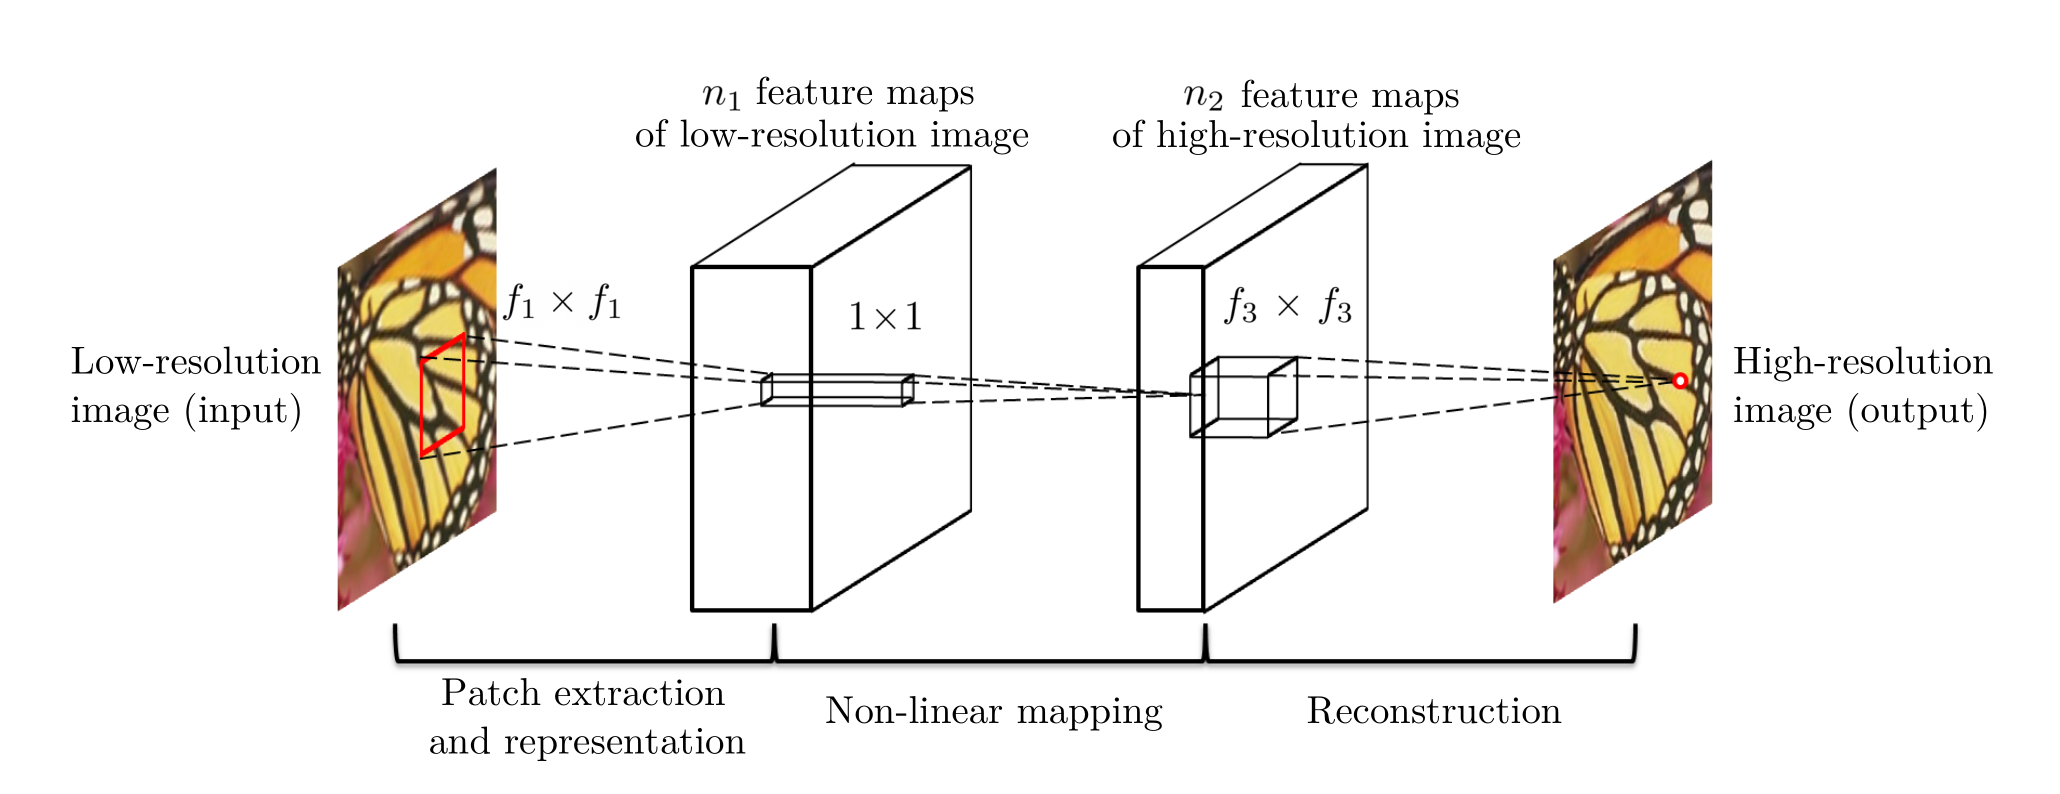 n₁ feature maps
of low-resolution image
n₂ feature maps
of high-resolution image
f₁ × f₁
1×1
f₃ × f₃
Low-resolution
image (input)
High-resolution
image (output)
Patch extraction
and representation
Non-linear mapping
Reconstruction